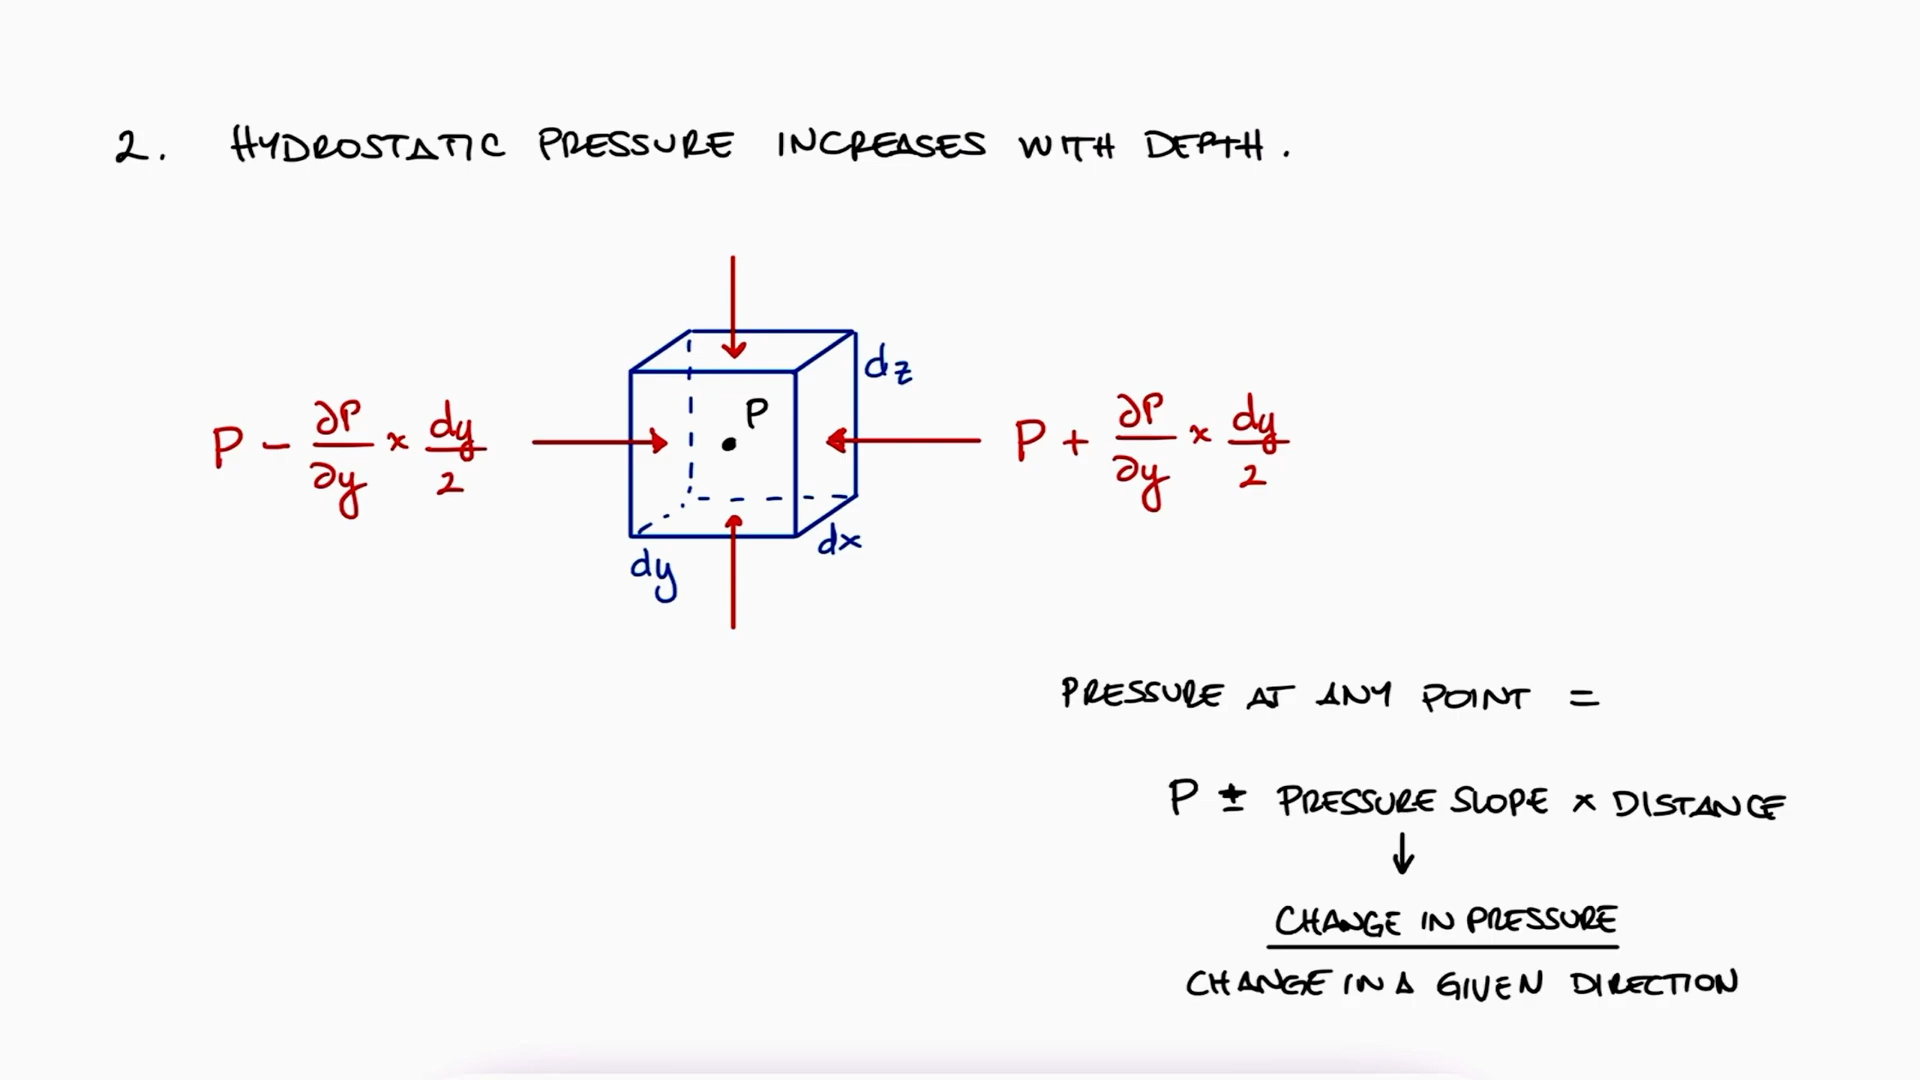 2. HYDROSTATIC PRESSURE INCREASES WITH DEPTH.
dz
P
P - ∂P/∂y × dy/2
P + ∂P/∂y × dy/2
dx
dy
PRESSURE AT ANY POINT =
P ± PRESSURE SLOPE × DISTANCE
↓
CHANGE IN PRESSURE
CHANGE IN A GIVEN DIRECTION